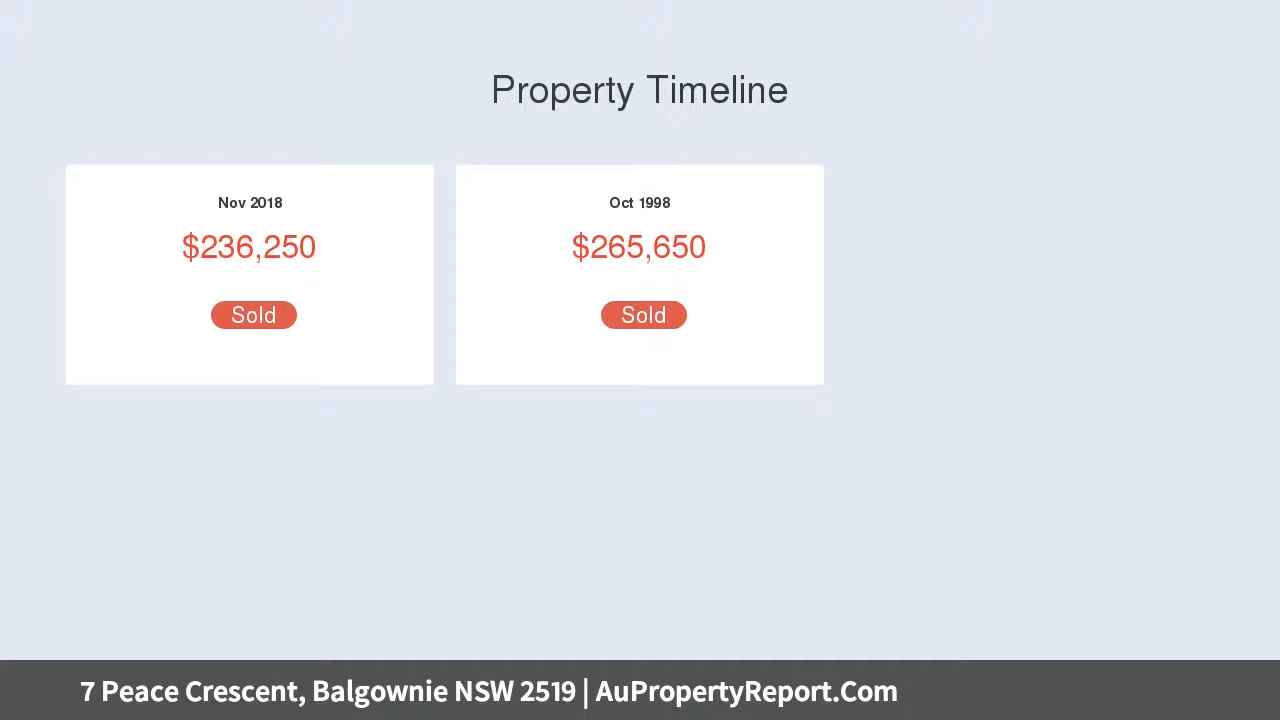 Property Timeline
Nov 2018
$236,250
Sold
Oct 1998
$265,650
Sold
7 Peace Crescent, Balgownie NSW 2519 | AuPropertyReport.Com